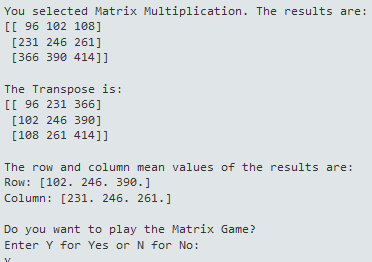 You selected Matrix Multiplication. The results are:
[[ 96 102 108]
 [231 246 261]
 [366 390 414]]
The Transpose is:
[[ 96 231 366]
 [102 246 390]
 [108 261 414]]
The row and column mean values of the results are:
Row: [102. 246. 390.]
Column: [231. 246. 261.]
Do you want to play the Matrix Game?
Enter Y for Yes or N for No: